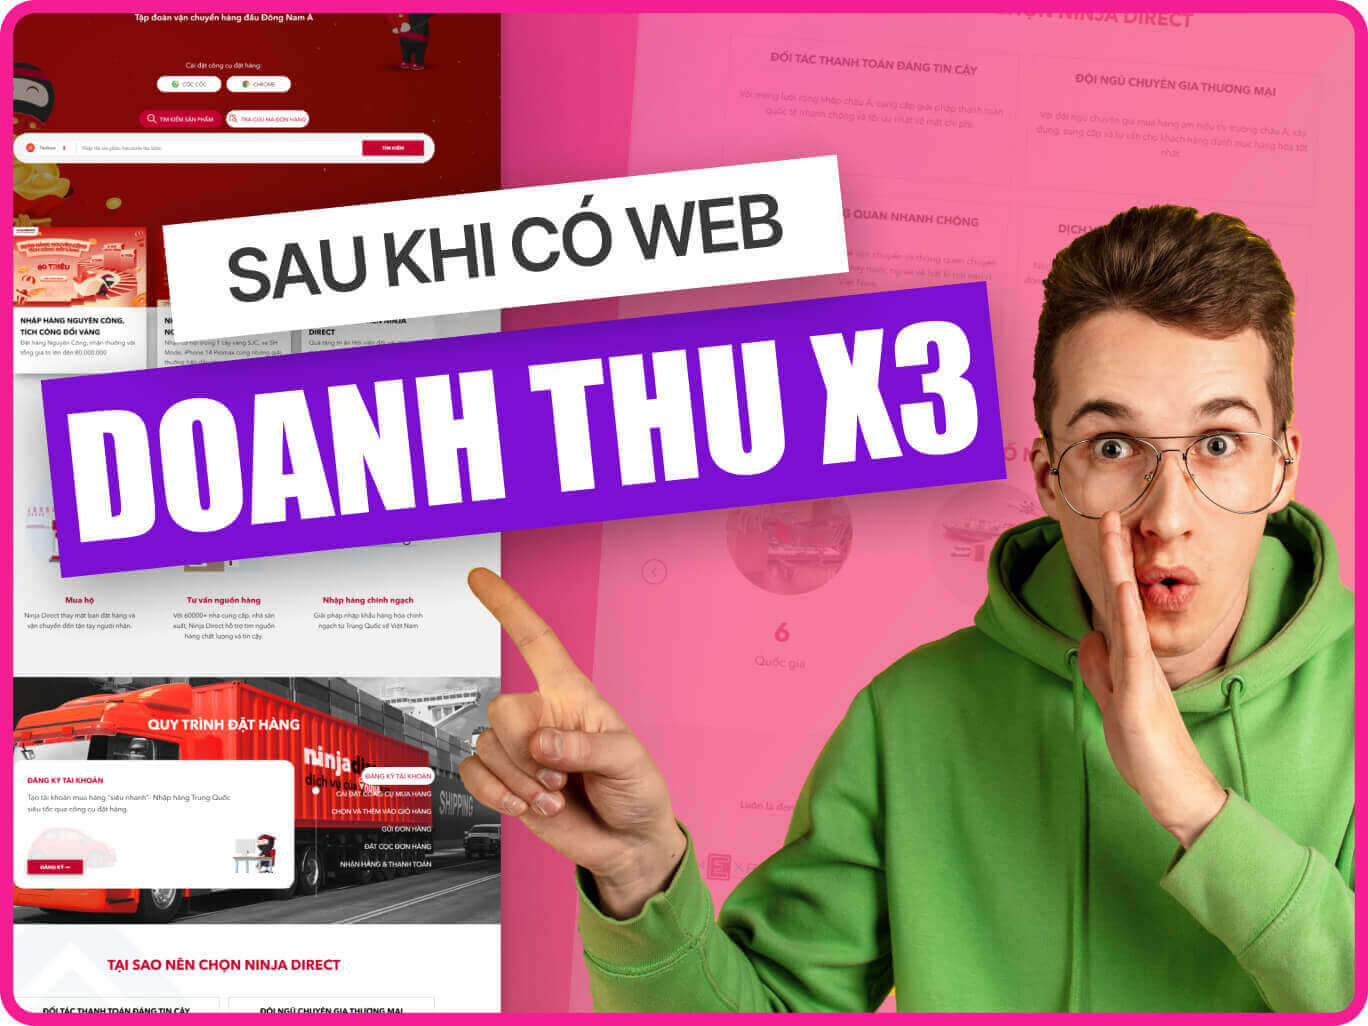 Tập đoàn vận chuyển hàng đầu Đông Nam Á
Cài đặt công cụ đặt hàng:
CỐC CỐC
CHROME
TÌM KIẾM SẢN PHẨM
TRA CỨU MÃ ĐƠN HÀNG
TÌM KIẾM
SAU KHI CÓ WEB
DOANH THU X3
NHẬP HÀNG NGUYÊN CÔNG,
TÍCH CÔNG ĐỔI VÀNG
Đặt hàng Nguyên Công, nhận thưởng với
tổng giá trị lên đến 80.000.000
DIRECT
Mua hộ
Ninja Direct thay mặt bạn đặt hàng và
vận chuyển đến tận tay người nhận.
Tư vấn nguồn hàng
Với 60000+ nhà cung cấp, nhà sản
xuất, Ninja Direct hỗ trợ tìm nguồn
hàng chất lượng và tin cậy.
Nhập hàng chính ngạch
Giải pháp nhập khẩu hàng hóa chính
ngạch từ Trung Quốc về Việt Nam
QUY TRÌNH ĐẶT HÀNG
ĐĂNG KÝ TÀI KHOẢN
Tạo tài khoản mua hàng "siêu nhanh"- Nhập hàng Trung Quốc
siêu tốc qua công cụ đặt hàng.
ĐĂNG KÝ
ĐĂNG KÝ TÀI KHOẢN
CÀI ĐẶT CÔNG CỤ MUA HÀNG
CHỌN VÀ THÊM VÀO GIỎ HÀNG
GỬI ĐƠN HÀNG
ĐẶT CỌC ĐƠN HÀNG
NHẬN HÀNG & THANH TOÁN
SHIPPING
TẠI SAO NÊN CHỌN NINJA DIRECT
ĐỐI TÁC THANH TOÁN ĐÁNG TIN CẬY
ĐỘI NGŨ CHUYÊN GIA THƯƠNG MẠI
CHỌN NINJA DIRECT
ĐỐI TÁC THANH TOÁN ĐÁNG TIN CẬY
Với mạng lưới rộng khắp châu Á, cung cấp giải pháp thanh toán
quốc tế nhanh chóng và tối ưu nhất về mặt chi phí.
ĐỘI NGŨ CHUYÊN GIA THƯƠNG MẠI
Với đội ngũ chuyên gia mua hàng am hiểu thị trường châu Á, xây
dựng, cung cấp và tư vấn cho khách hàng danh mục hàng hóa tốt
nhất
QUAN NHANH CHÓNG
6
Quốc gia